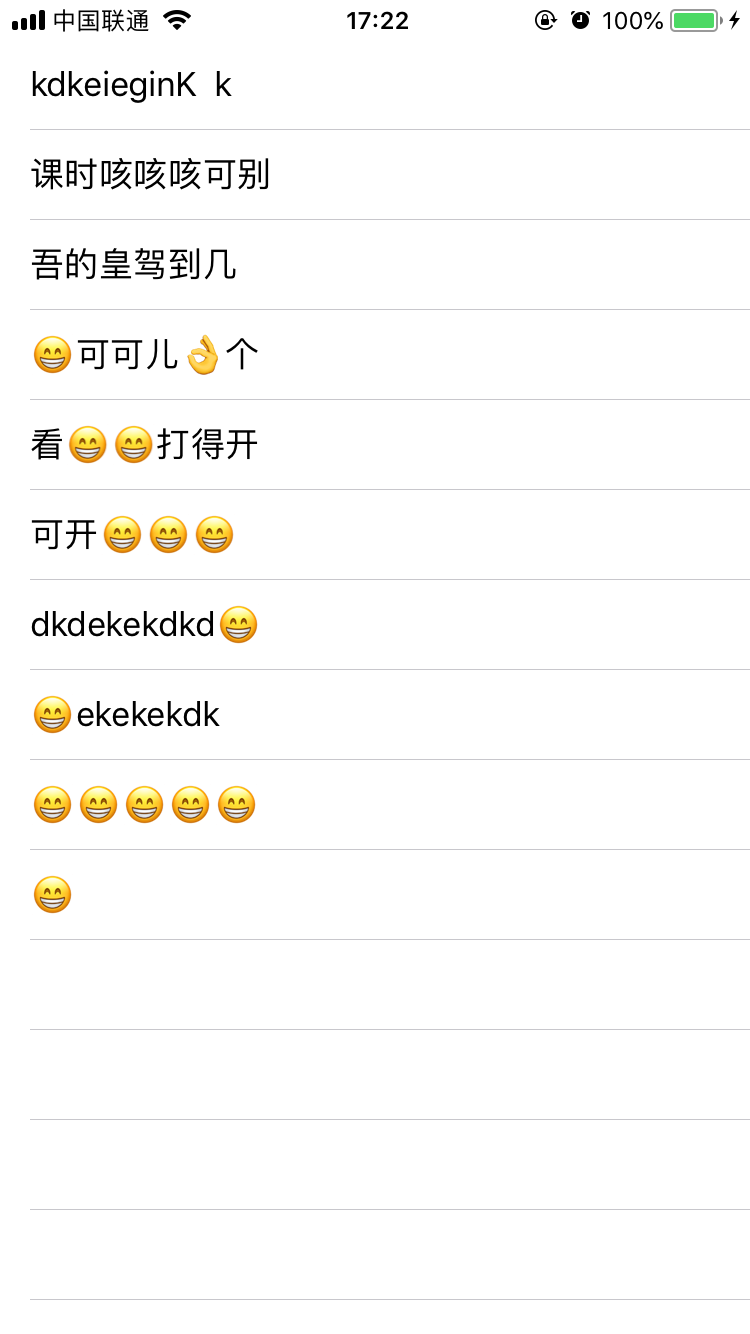 中国联通 17:22 100%
kdkeieginK  k
课时咳咳咳可别
吾的皇驾到几
😁可可儿👌个
看😁😁打得开
可开😁😁😁
dkdekekdkd😁
😁ekekekdk
😁😁😁😁😁
😁